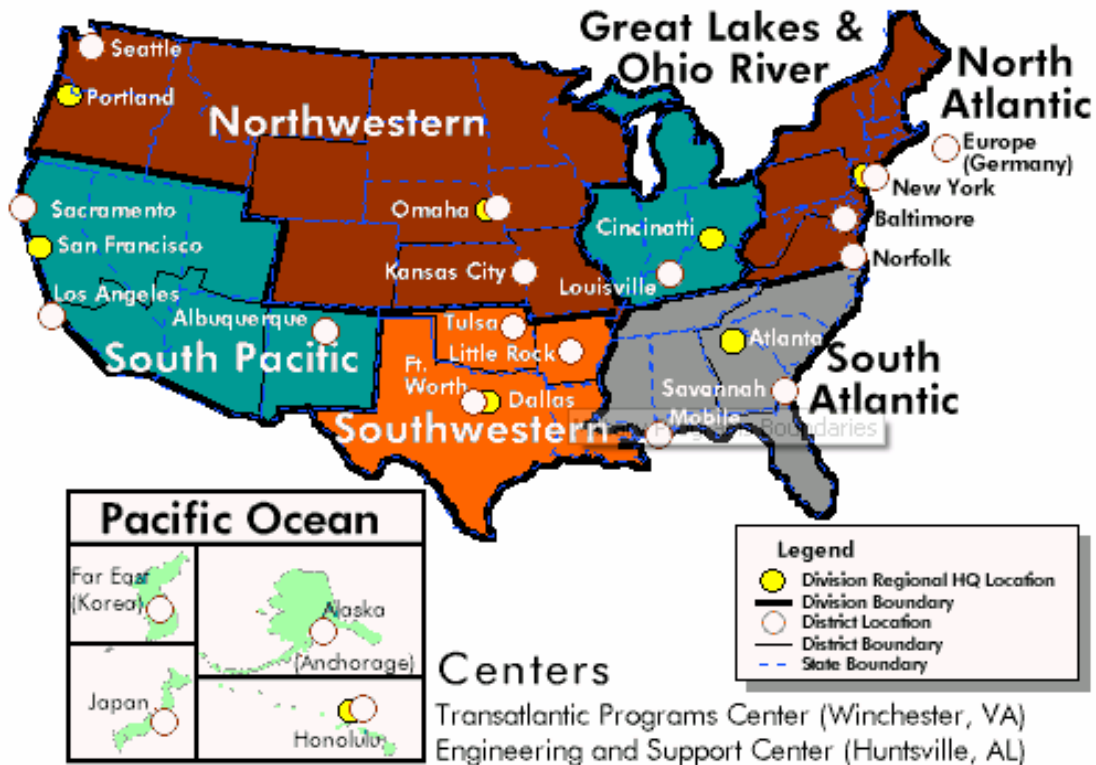 Great Lakes &
Ohio River
North
Atlantic
Seattle
Portland
Northwestern
Europe
(Germany)
New York
Omaha
Sacramento
Cincinatti
Baltimore
San Francisco
Kansas City
Louisville
Norfolk
Los Angeles
Albuquerque
Tulsa
Atlanta
South Pacific
Little Rock
Ft.
Worth
Dallas
Savannah
South
Atlantic
Mobile
Southwestern
Boundaries
Pacific Ocean
Far East
(Korea)
Alaska
(Anchorage)
Japan
Honolulu
Legend
Division Regional HQ Location
Division Boundary
District Location
District Boundary
State Boundary
Centers
Transatlantic Programs Center (Winchester, VA)
Engineering and Support Center (Huntsville, AL)